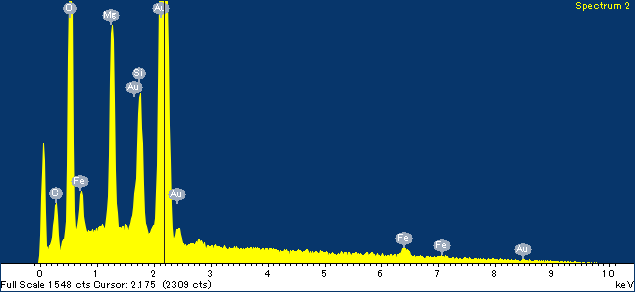 Spectrum 2
O Mg Au
Si
Au
Fe
C Au
Fe Fe Au
0 1 2 3 4 5 6 7 8 9 10
Full Scale 1548 cts Cursor: 2.175 (2309 cts) keV